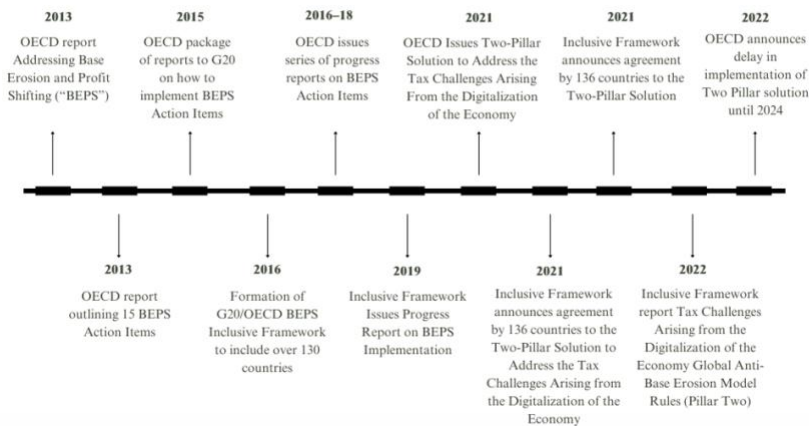 2013
OECD report
Addressing Base
Erosion and Profit
Shifting (“BEPS”)
2015
OECD package
of reports to G20
on how to
implement BEPS
Action Items
2016–18
OECD issues
series of progress
reports on BEPS
Action Items
2021
OECD Issues Two-Pillar
Solution to Address the
Tax Challenges Arising
From the Digitalization
of the Economy
2021
Inclusive Framework
announces agreement
by 136 countries to the
Two-Pillar Solution
2022
OECD announces
delay in
implementation of
Two Pillar solution
until 2024
2013
OECD report
outlining 15 BEPS
Action Items
2016
Formation of
G20/OECD BEPS
Inclusive Framework
to include over 130
countries
2019
Inclusive Framework
Issues Progress
Report on BEPS
Implementation
2021
Inclusive Framework
announces agreement
by 136 countries to the
Two-Pillar Solution to
Address the Tax
Challenges Arising from
the Digitalization of the
Economy
2022
Inclusive Framework
report Tax Challenges
Arising from the
Digitalization of the
Economy Global Anti-
Base Erosion Model
Rules (Pillar Two)